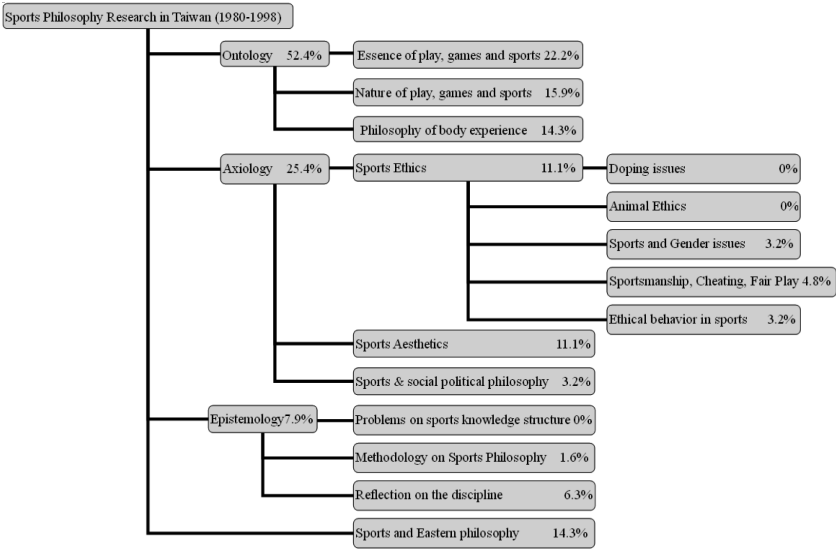 Sports Philosophy Research in Taiwan (1980-1998)
Ontology 52.4%
Essence of play, games and sports 22.2%
Nature of play, games and sports 15.9%
Philosophy of body experience 14.3%
Axiology 25.4%
Sports Ethics 11.1%
Doping issues 0%
Animal Ethics 0%
Sports and Gender issues 3.2%
Sportsmanship, Cheating, Fair Play 4.8%
Ethical behavior in sports 3.2%
Sports Aesthetics 11.1%
Sports & social political philosophy 3.2%
Epistemology7.9%
Problems on sports knowledge structure 0%
Methodology on Sports Philosophy 1.6%
Reflection on the discipline 6.3%
Sports and Eastern philosophy 14.3%